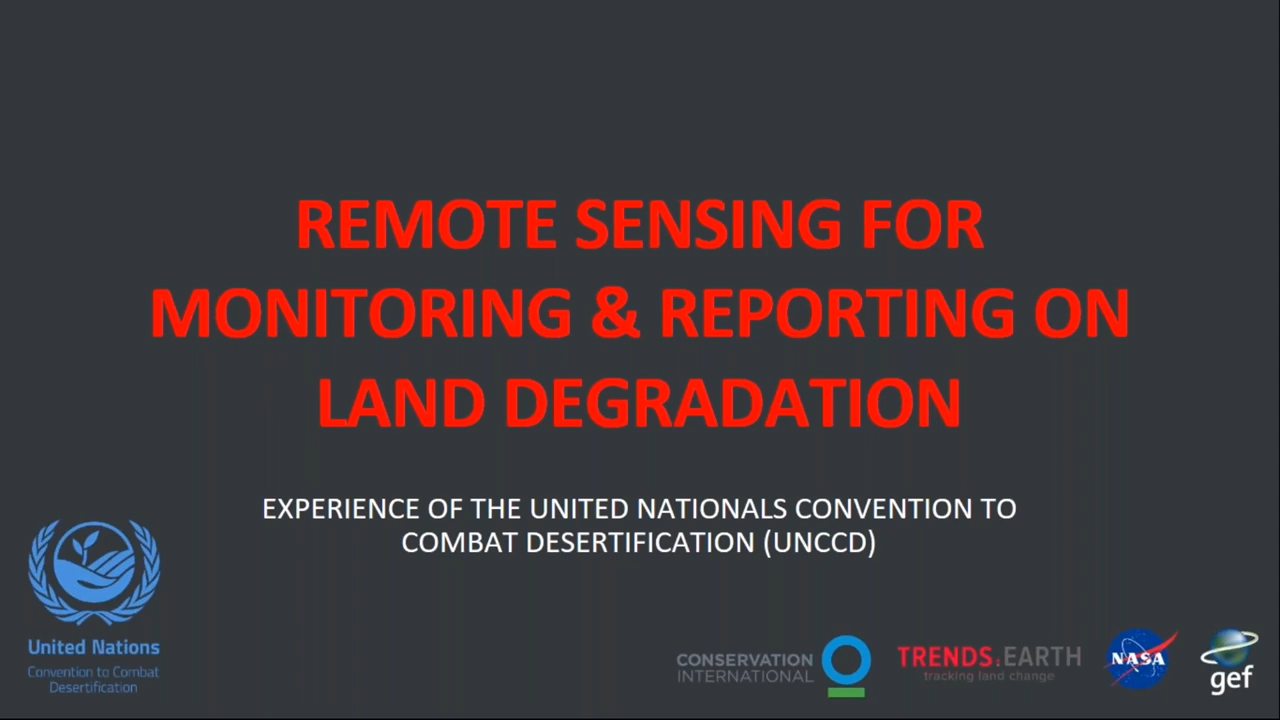 REMOTE SENSING FOR
MONITORING & REPORTING ON
LAND DEGRADATION
EXPERIENCE OF THE UNITED NATIONALS CONVENTION TO
COMBAT DESERTIFICATION (UNCCD)
United Nations
Convention to Combat
Desertification
CONSERVATION
INTERNATIONAL
TRENDS.EARTH
tracking land change
NASA
gef